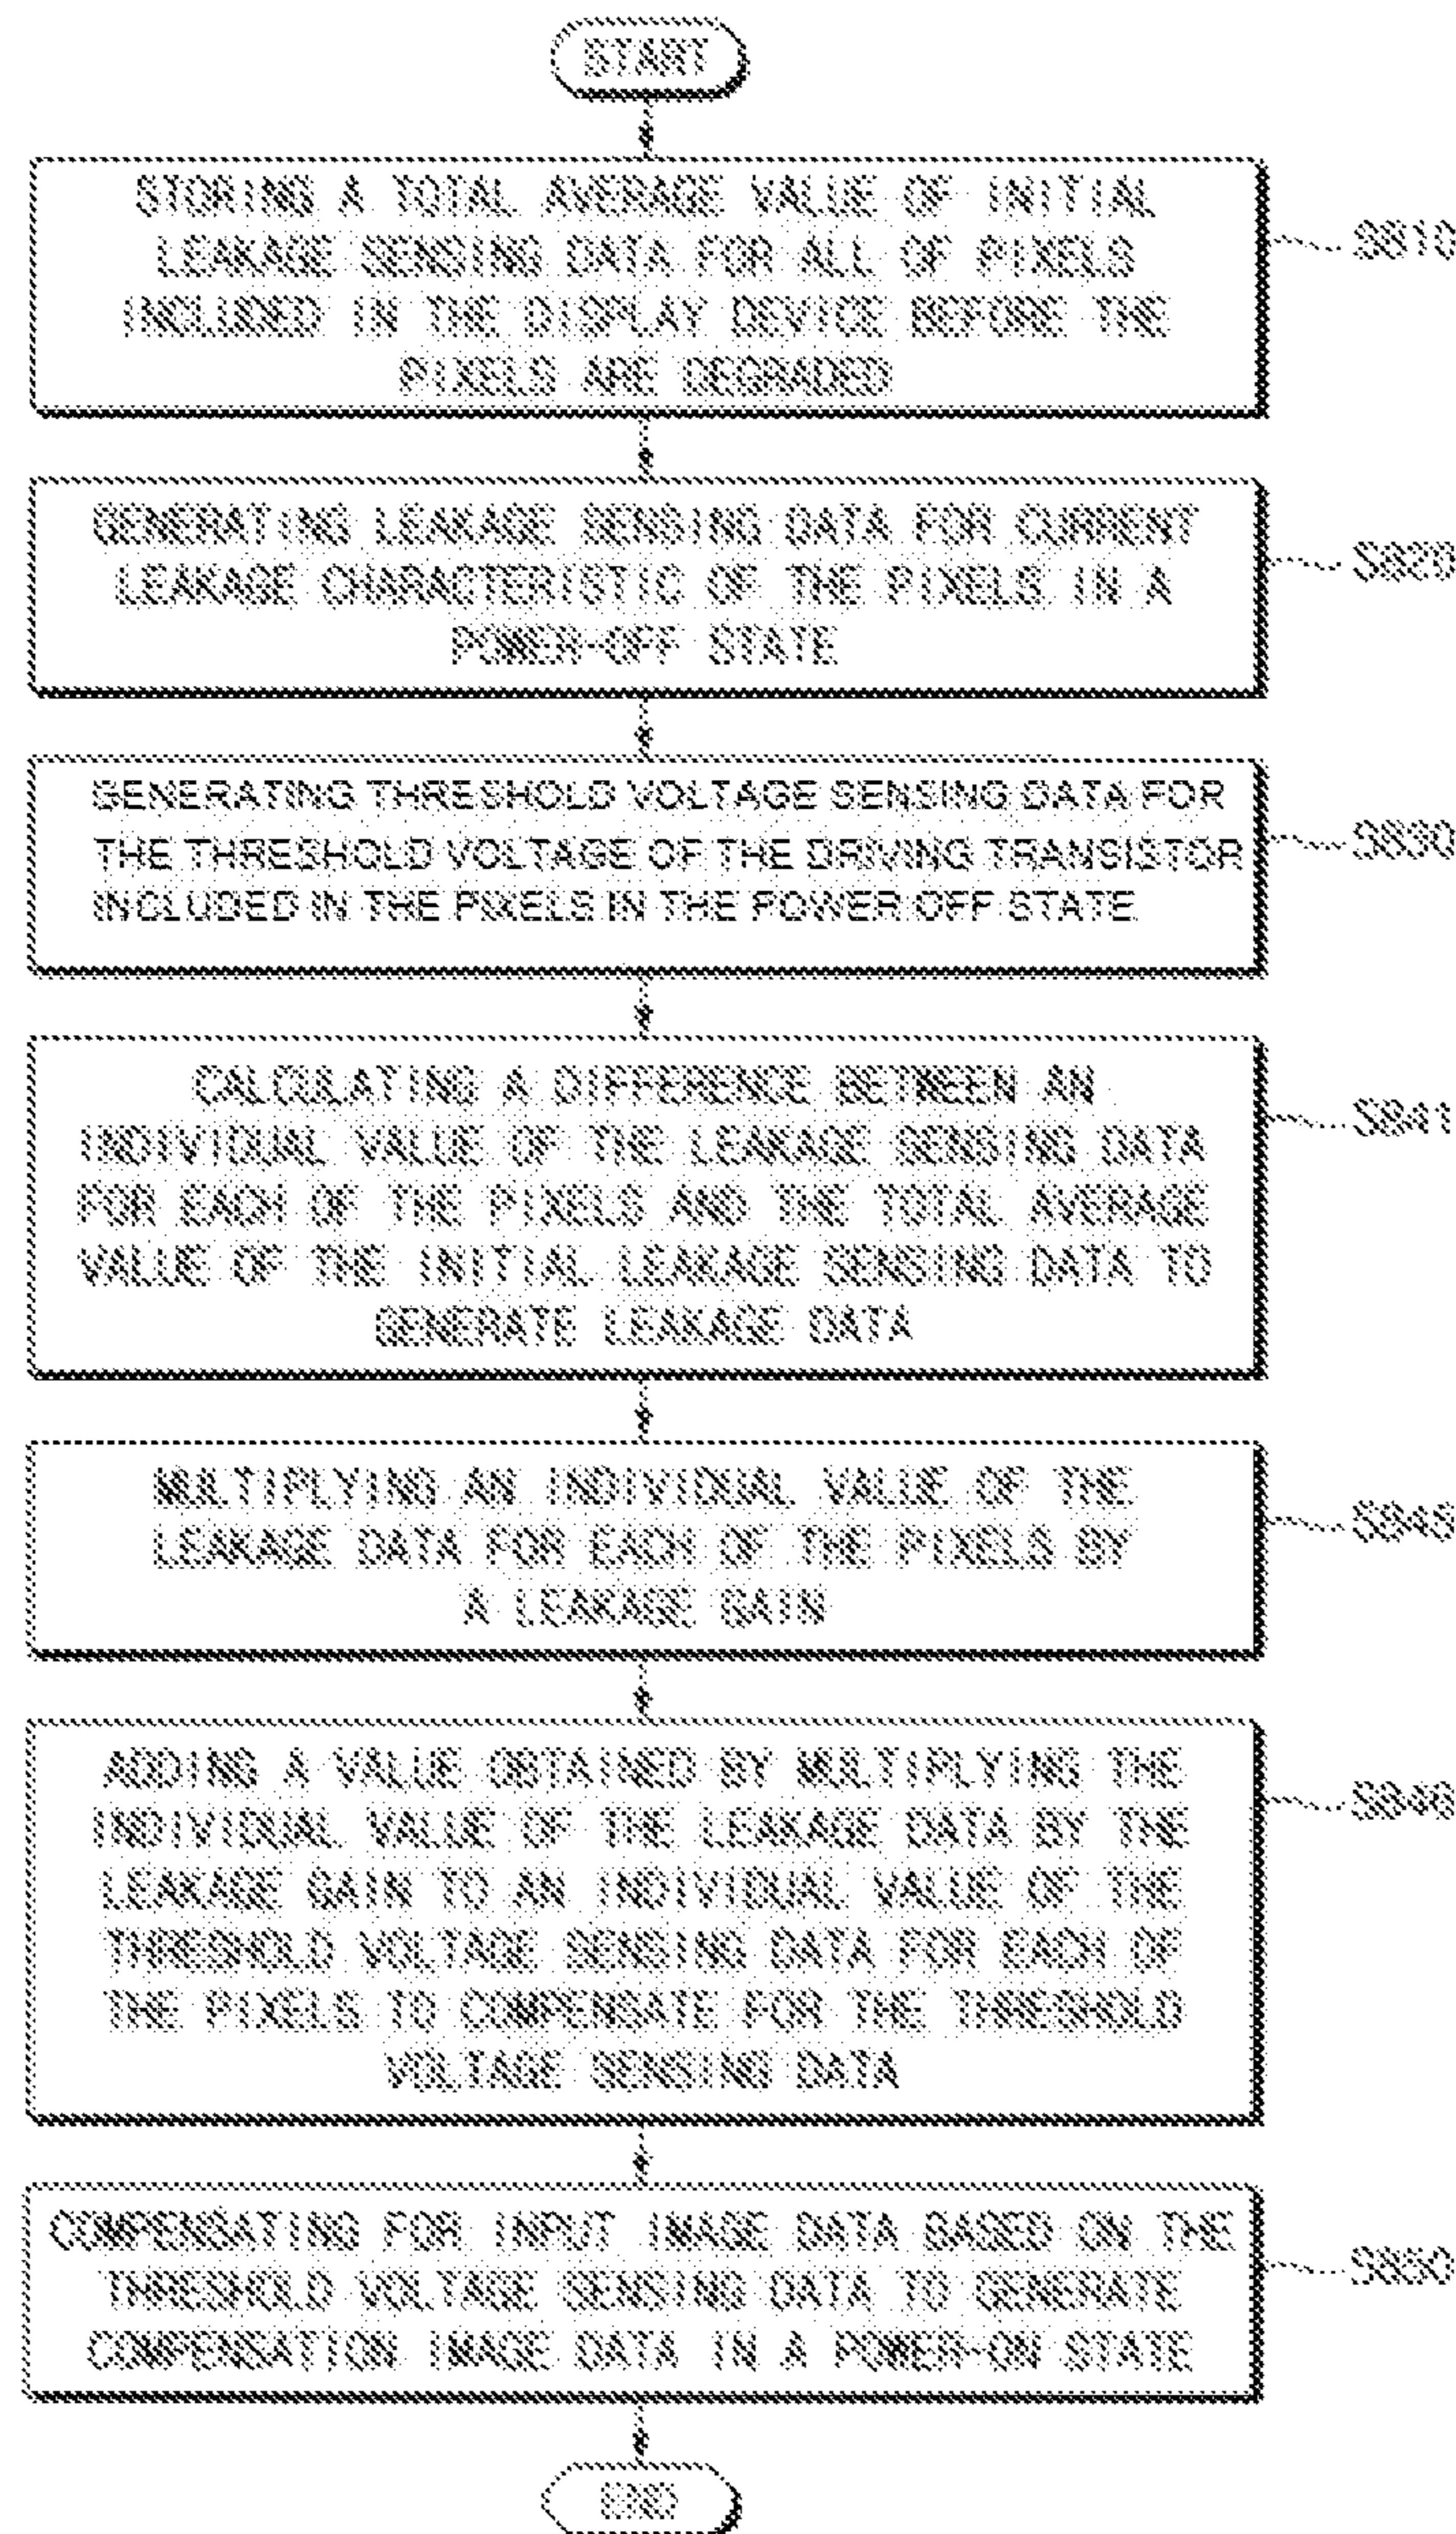 START
STORING A TOTAL AVERAGE VALUE OF INITIAL
LEAKAGE SENSING DATA FOR ALL OF PIXELS
INCLUDED IN THE DISPLAY DEVICE BEFORE THE
PIXELS ARE DEGRADED
S810
GENERATING LEAKAGE SENSING DATA FOR CURRENT
LEAKAGE CHARACTERISTIC OF THE PIXELS IN A
POWER-OFF STATE
S820
GENERATING THRESHOLD VOLTAGE SENSING DATA FOR
THE THRESHOLD VOLTAGE OF THE DRIVING TRANSISTOR
INCLUDED IN THE PIXELS IN THE POWER OFF STATE
S830
CALCULATING A DIFFERENCE BETWEEN AN
INDIVIDUAL VALUE OF THE LEAKAGE SENSING DATA
FOR EACH OF THE PIXELS AND THE TOTAL AVERAGE
VALUE OF THE INITIAL LEAKAGE SENSING DATA TO
GENERATE LEAKAGE DATA
S841
MULTIPLYING AN INDIVIDUAL VALUE OF THE
LEAKAGE DATA FOR EACH OF THE PIXELS BY
A LEAKAGE GAIN
ADDING A VALUE OBTAINED BY MULTIPLYING THE
INDIVIDUAL VALUE OF THE LEAKAGE DATA BY THE
LEAKAGE GAIN TO AN INDIVIDUAL VALUE OF THE
THRESHOLD VOLTAGE SENSING DATA FOR EACH OF
THE PIXELS TO COMPENSATE FOR THE THRESHOLD
VOLTAGE SENSING DATA
COMPENSATING FOR INPUT IMAGE DATA BASED ON THE
THRESHOLD VOLTAGE SENSING DATA TO GENERATE
COMPENSATION IMAGE DATA IN A POWER-ON STATE
S850
END